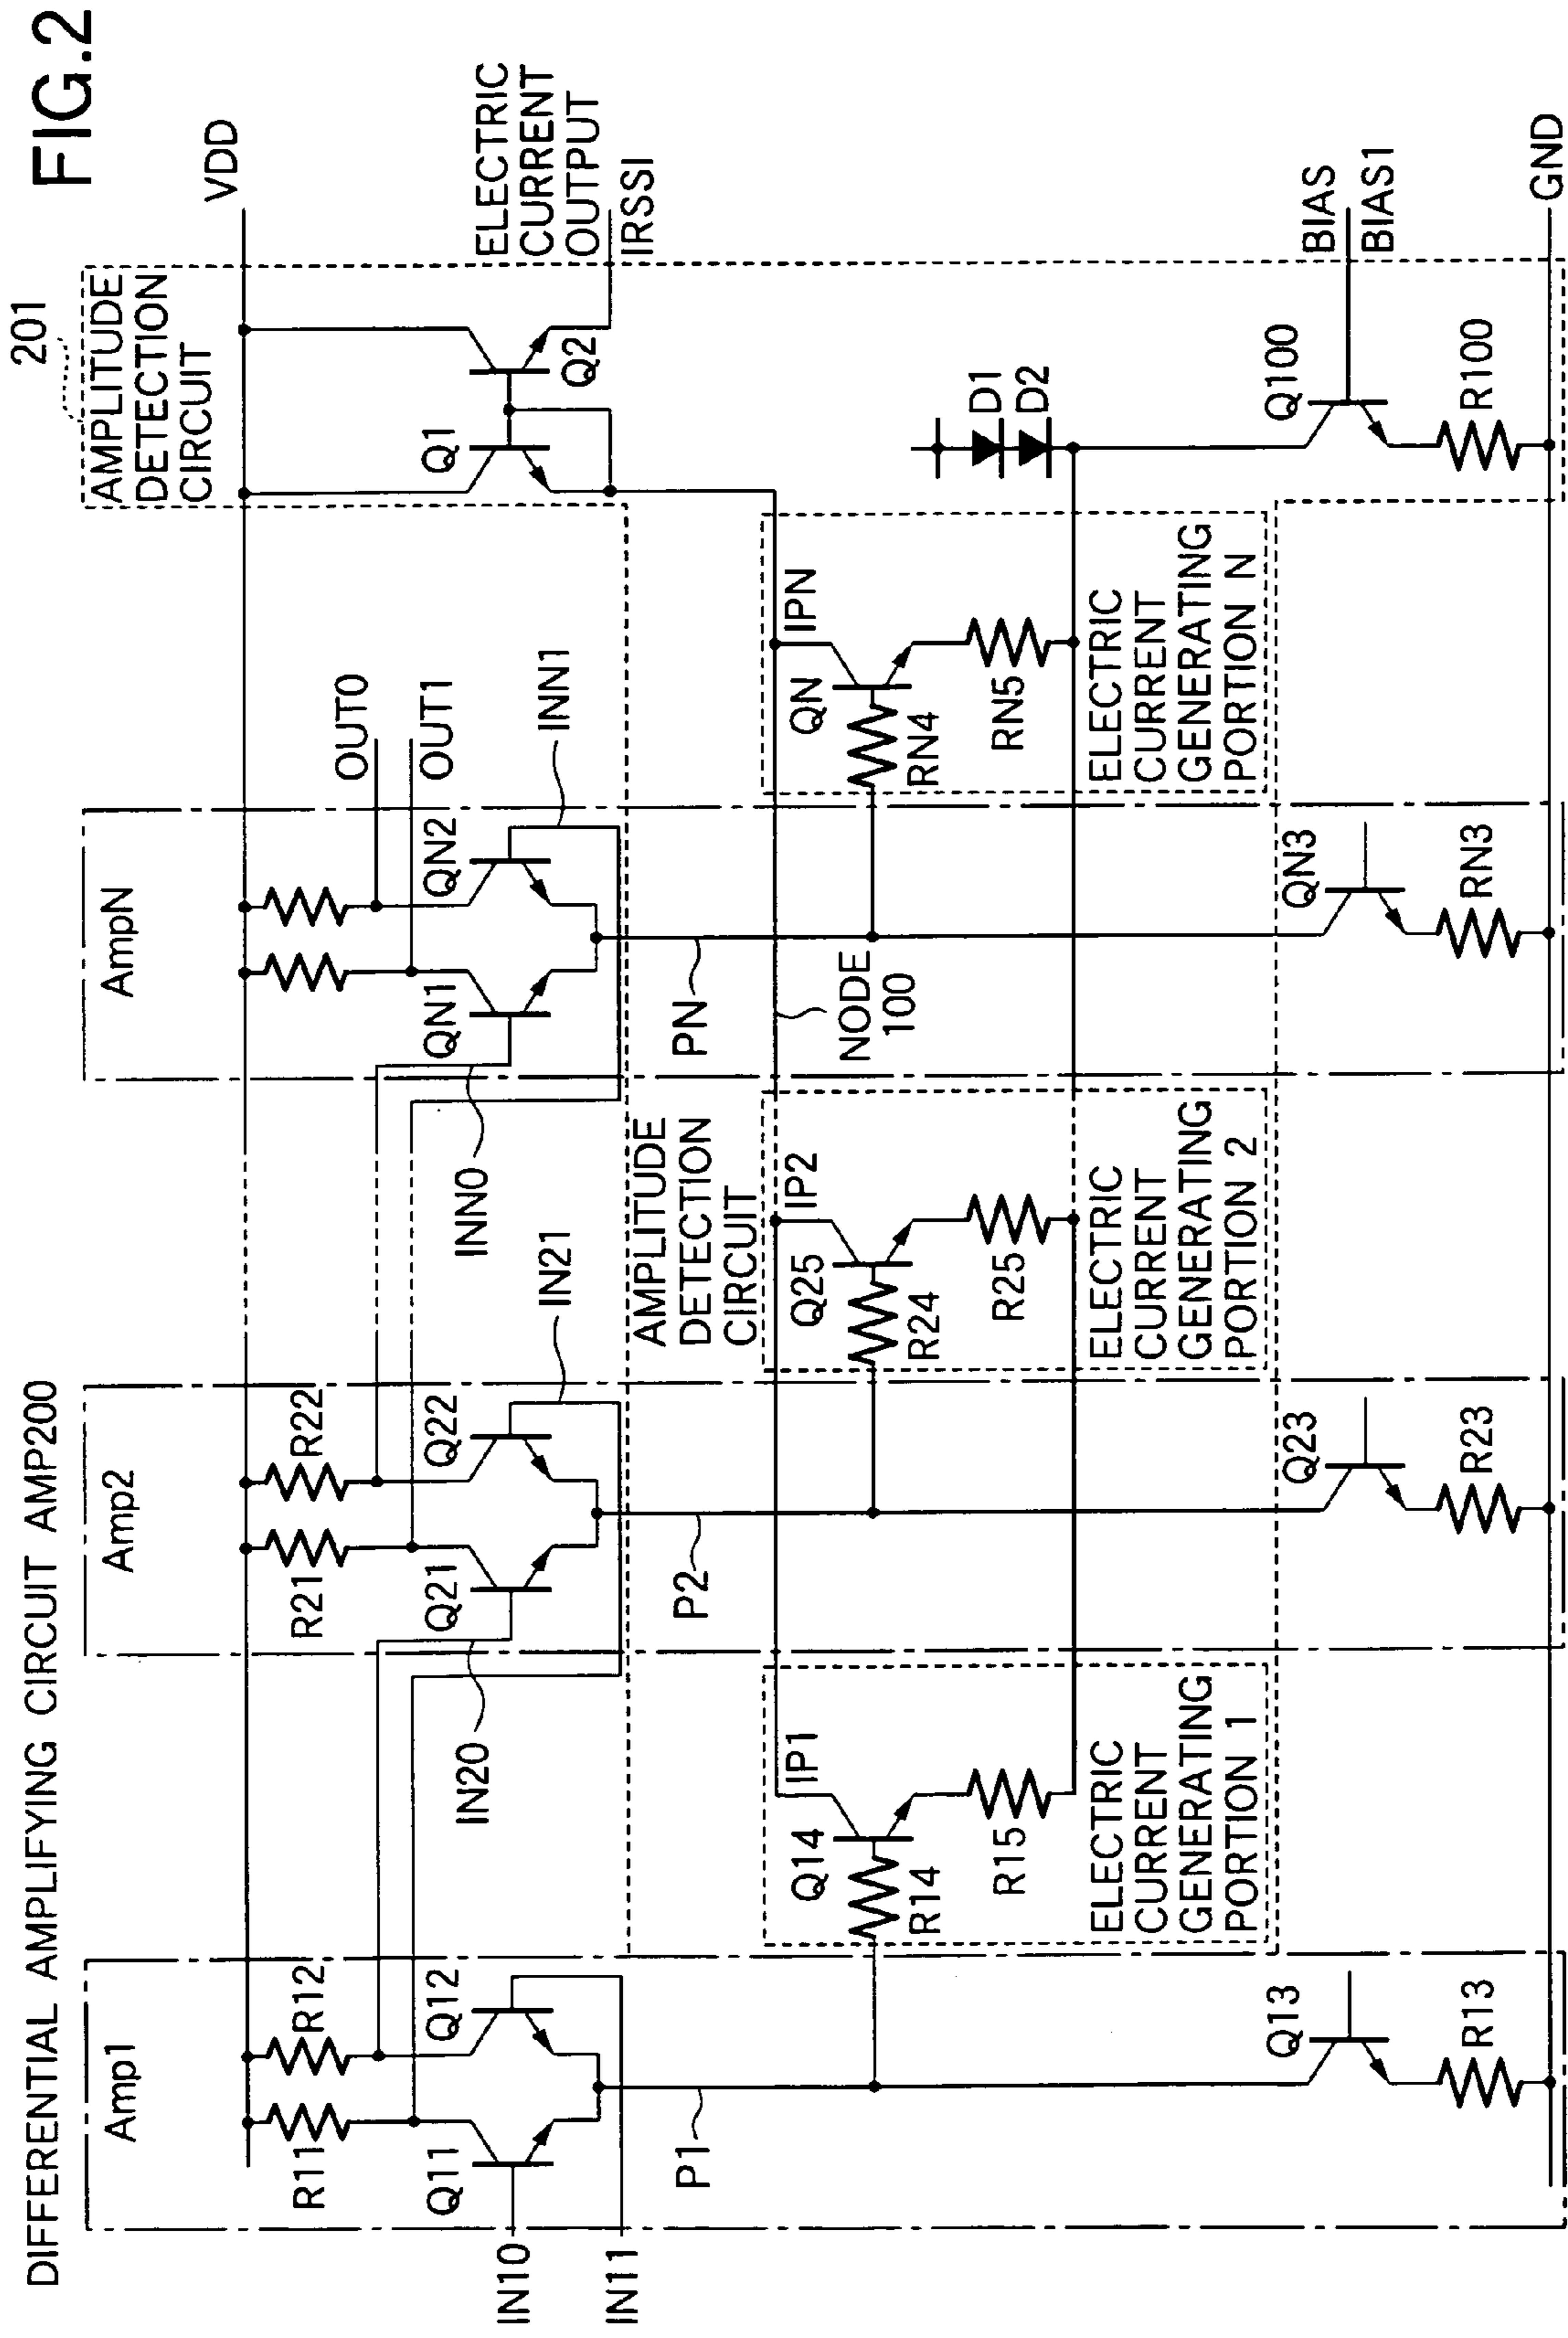 FIG.2
DIFFERENTIAL AMPLIFYING CIRCUIT AMP200
201
Amp1
Amp2
AmpN
AMPLITUDE
DETECTION
CIRCUIT
VDD
R11
R12
R21
R22
OUT0
OUT1
Q11
Q12
Q21
Q22
QN1
QN2
Q1
Q2
ELECTRIC
CURRENT
OUTPUT
IRSSI
IN10
IN11
IN20
IN21
INN0
INN1
AMPLITUDE
DETECTION
CIRCUIT
P1
P2
PN
IP1
IP2
IPN
NODE
100
Q14
R14
R15
Q25
R24
R25
QN
RN4
RN5
D1
D2
ELECTRIC
CURRENT
GENERATING
PORTION 1
ELECTRIC
CURRENT
GENERATING
PORTION 2
ELECTRIC
CURRENT
GENERATING
PORTION N
Q13
R13
Q23
R23
QN3
RN3
Q100
R100
BIAS
BIAS1
GND